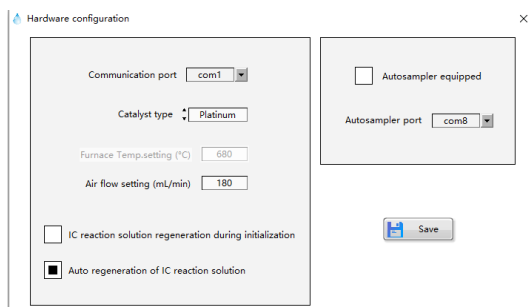 Hardware configuration
Communication port com1
Catalyst type Platinum
Furnace Temp.setting (°C) 680
Air flow setting (mL/min) 180
IC reaction solution regeneration during initialization
Auto regeneration of IC reaction solution
Autosampler equipped
Autosampler port com8
Save